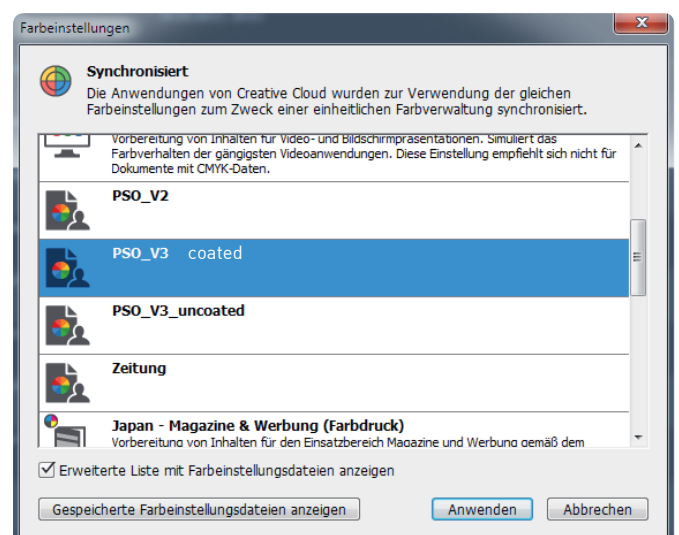 Farbeinstellungen
Synchronisiert
Die Anwendungen von Creative Cloud wurden zur Verwendung der gleichen
Farbeinstellungen zum Zweck einer einheitlichen Farbverwaltung synchronisiert.
Vorbereitung von Inhalten für Video- und Bildschirmpräsentationen. Simuliert das
Farbverhalten der gängigsten Videoanwendungen. Diese Einstellung empfiehlt sich nicht für
Dokumente mit CMYK-Daten.
PSO_V2
PSO_V3 coated
PSO_V3_uncoated
Zeitung
Japan - Magazine & Werbung (Farbdruck)
Vorbereitung von Inhalten für den Einsatzbereich Magazine und Werbung gemäß dem
Erweiterte Liste mit Farbeinstellungsdateien anzeigen
Gespeicherte Farbeinstellungsdateien anzeigen Anwenden Abbrechen